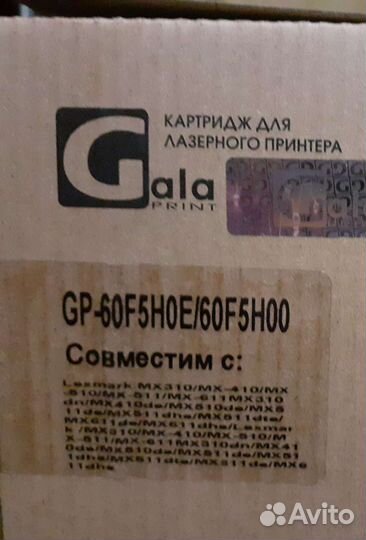 КАРТРИДЖ ДЛЯ
ЛАЗЕРНОГО ПРИНТЕРА
Gala
PRINT
GP-60F5H0E/60F5H00
Совместим с:
Lexmark MX310/MX-410/MX
-510/MX-511/MX-611MX310
dn/MX410de/MX510de/MX5
11de/MX511dhe/MX511dte/
MX611de/MX611dhe/Lexmar
k /MX310/MX-410/MX-510/M
X-511/MX-611MX310dn/MX41
0de/MX510de/MX511de/MX51
1dhe/MX511dte/MX611de/MX6
11dhe
Avito